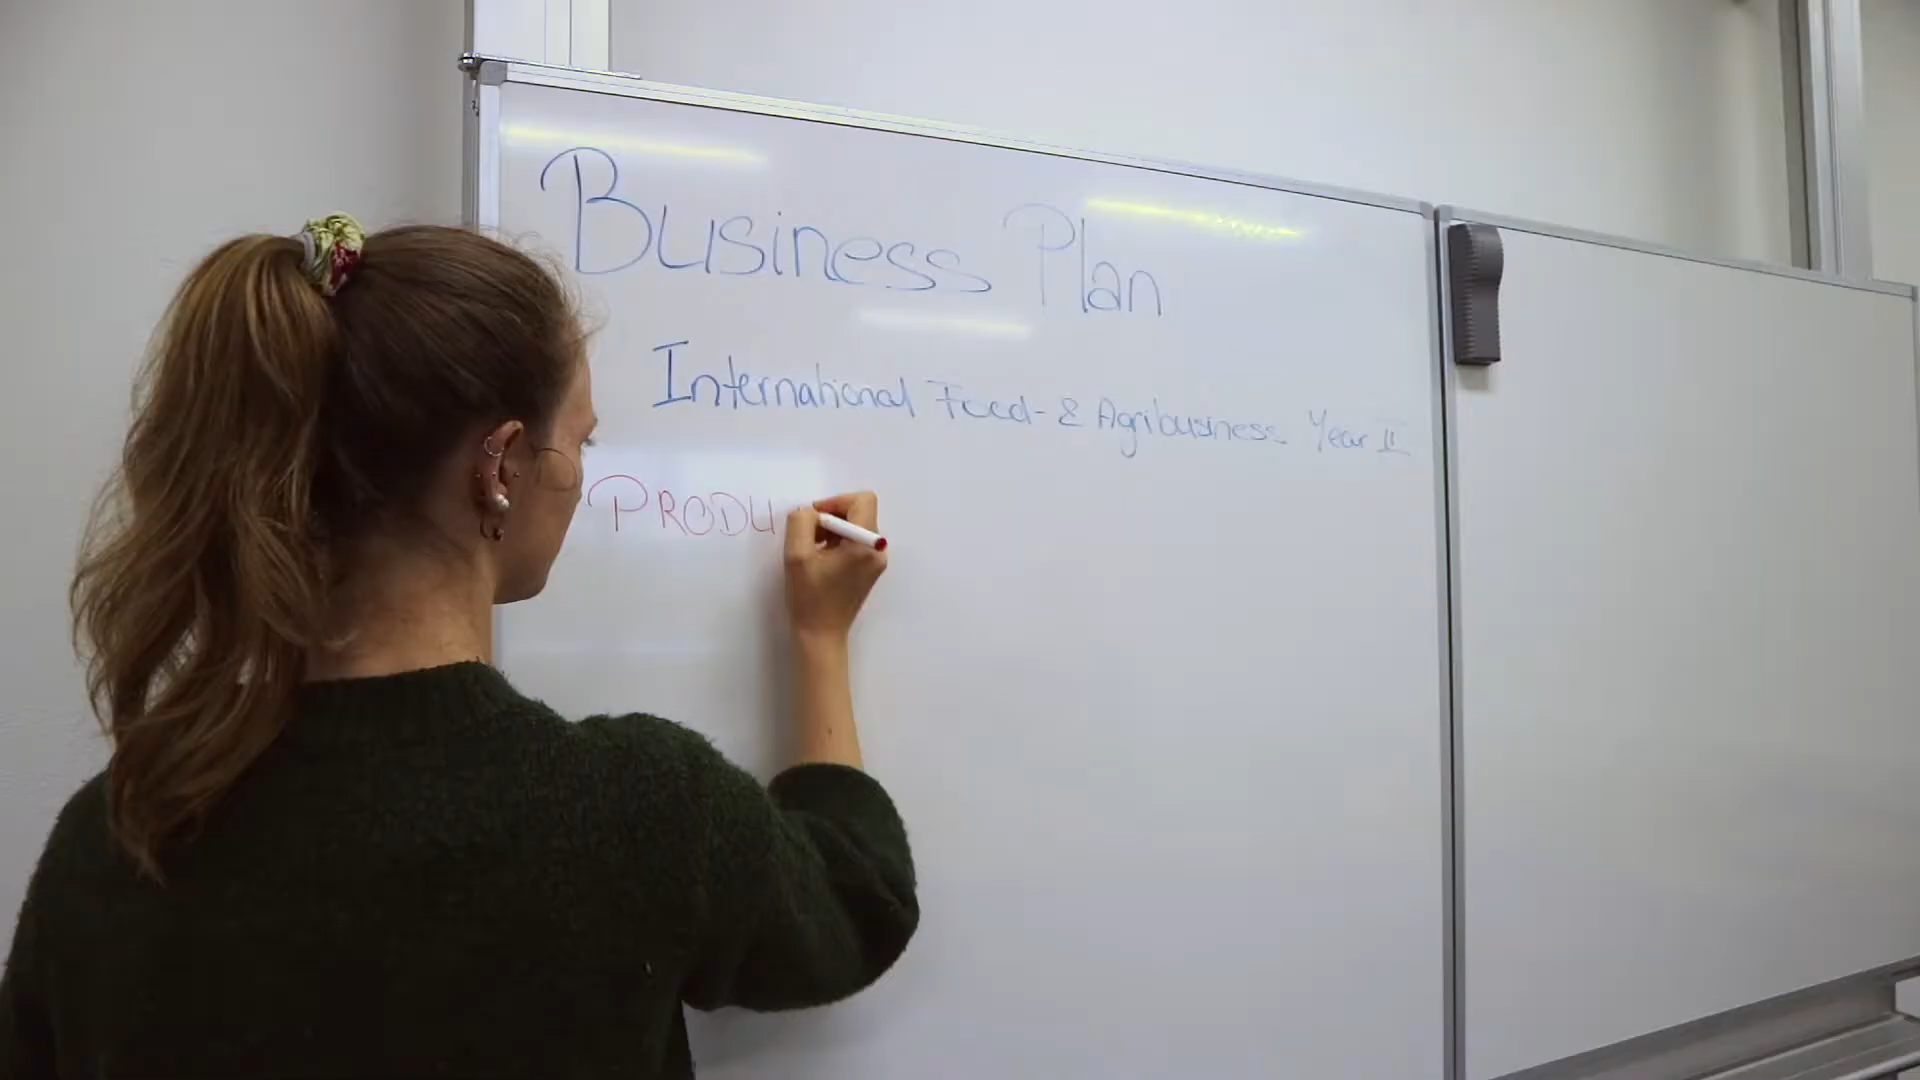 Business Plan
International Food- & Agribusiness Year II
PRODU